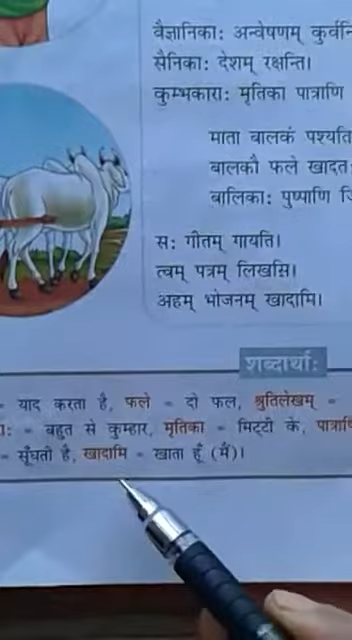 वैज्ञानिकाः अन्वेषणम् कुर्वन्ति
सैनिकाः देशम् रक्षन्ति।
कुम्भकाराः मृतिका पात्राणि
माता बालकं पश्यति
बालकौ फले खादतः
बालिकाः पुष्पाणि
सः गीतम् गायति।
त्वम् पत्रम् लिखसि।
अहम् भोजनम् खादामि।
शब्दार्थाः
= याद करता है, फले = दो फल, श्रुतिलेखम् =
= बहुत से कुम्हार, मृतिका = मिट्टी के,
= सूँघती है, खादामि = खाता हूँ (मैं)।